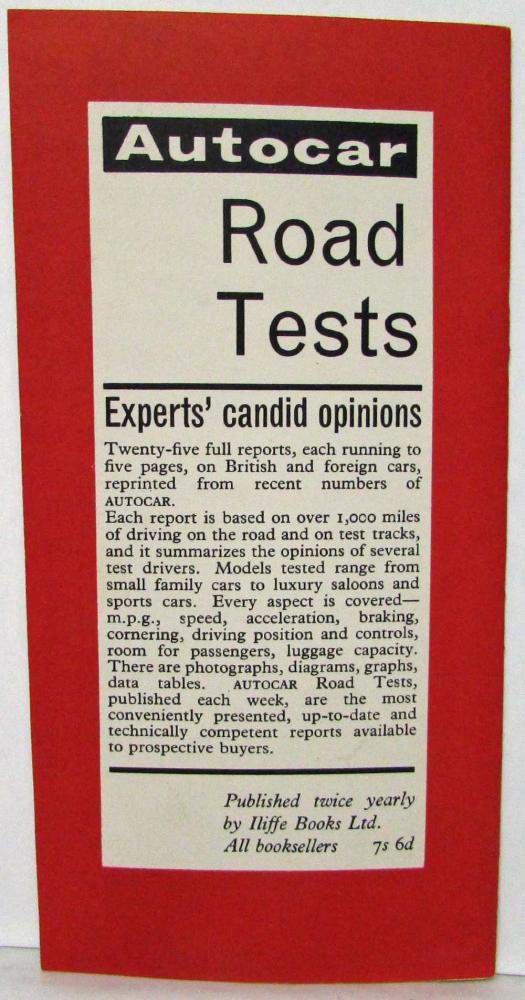 Autocar
Road
Tests
Experts' candid opinions
Twenty-five full reports, each running to
five pages, on British and foreign cars,
reprinted from recent numbers of
AUTOCAR.
Each report is based on over 1,000 miles
of driving on the road and on test tracks,
and it summarizes the opinions of several
test drivers. Models tested range from
small family cars to luxury saloons and
sports cars. Every aspect is covered—
m.p.g., speed, acceleration, braking,
cornering, driving position and controls,
room for passengers, luggage capacity.
There are photographs, diagrams, graphs,
data tables. AUTOCAR Road Tests,
published each week, are the most
conveniently presented, up-to-date and
technically competent reports available
to prospective buyers.
Published twice yearly
by Iliffe Books Ltd.
All booksellers 7s 6d